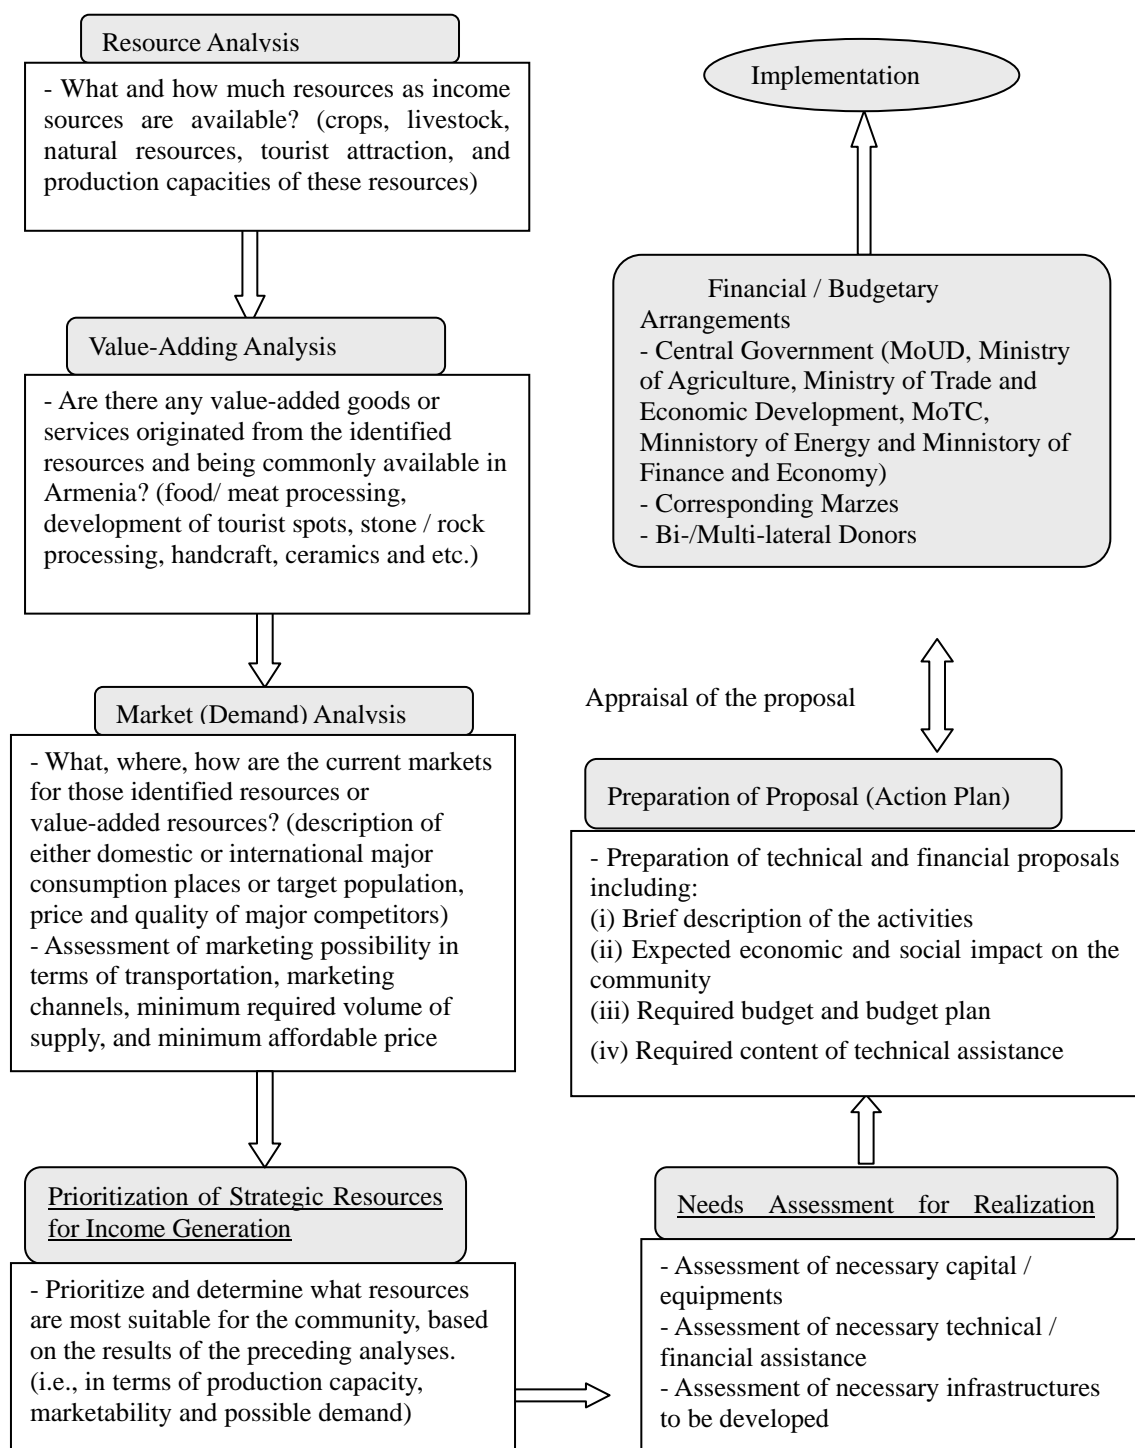 Resource Analysis
- What and how much resources as income
sources are available? (crops, livestock,
natural resources, tourist attraction, and
production capacities of these resources)
Value-Adding Analysis
- Are there any value-added goods or
services originated from the identified
resources and being commonly available in
Armenia? (food/ meat processing,
development of tourist spots, stone / rock
processing, handcraft, ceramics and etc.)
Market (Demand) Analysis
- What, where, how are the current markets
for those identified resources or
value-added resources? (description of
either domestic or international major
consumption places or target population,
price and quality of major competitors)
- Assessment of marketing possibility in
terms of transportation, marketing
channels, minimum required volume of
supply, and minimum affordable price
Prioritization of Strategic Resources
for Income Generation
- Prioritize and determine what resources
are most suitable for the community, based
on the results of the preceding analyses.
(i.e., in terms of production capacity,
marketability and possible demand)
Needs Assessment for Realization
- Assessment of necessary capital /
equipments
- Assessment of necessary technical /
financial assistance
- Assessment of necessary infrastructures
to be developed
Preparation of Proposal (Action Plan)
- Preparation of technical and financial proposals
including:
(i) Brief description of the activities
(ii) Expected economic and social impact on the
community
(iii) Required budget and budget plan
(iv) Required content of technical assistance
Appraisal of the proposal
Financial / Budgetary
Arrangements
- Central Government (MoUD, Ministry
of Agriculture, Ministry of Trade and
Economic Development, MoTC,
Minnistory of Energy and Minnistory of
Finance and Economy)
- Corresponding Marzes
- Bi-/Multi-lateral Donors
Implementation